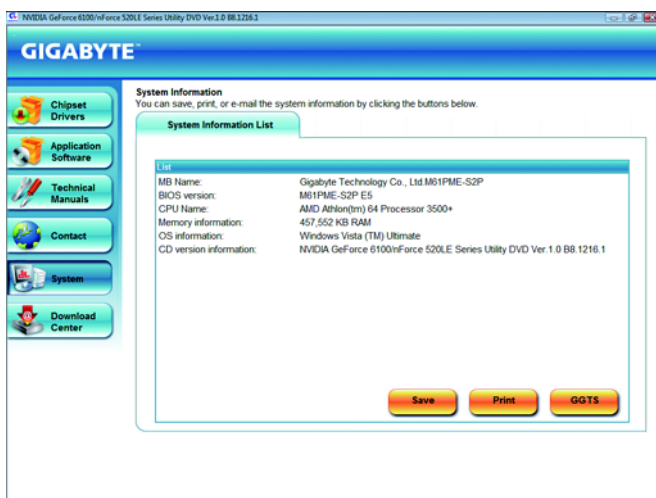 NVIDIA GeForce 6100/nForce 520LE Series Utility DVD Ver.1.0 B8.1216.1
GIGABYTE™
System Information
You can save, print, or e-mail the system information by clicking the buttons below.
System Information List
Chipset
Drivers
Application
Software
Technical
Manuals
Contact
System
Download
Center
List
MB Name: Gigabyte Technology Co., Ltd.M61PME-S2P
BIOS version: M61PME-S2P E5
CPU Name: AMD Athlon(tm) 64 Processor 3500+
Memory information: 457,552 KB RAM
OS information: Windows Vista (TM) Ultimate
CD version information: NVIDIA GeForce 6100/nForce 520LE Series Utility DVD Ver.1.0 B8.1216.1
Save
Print
GGTS